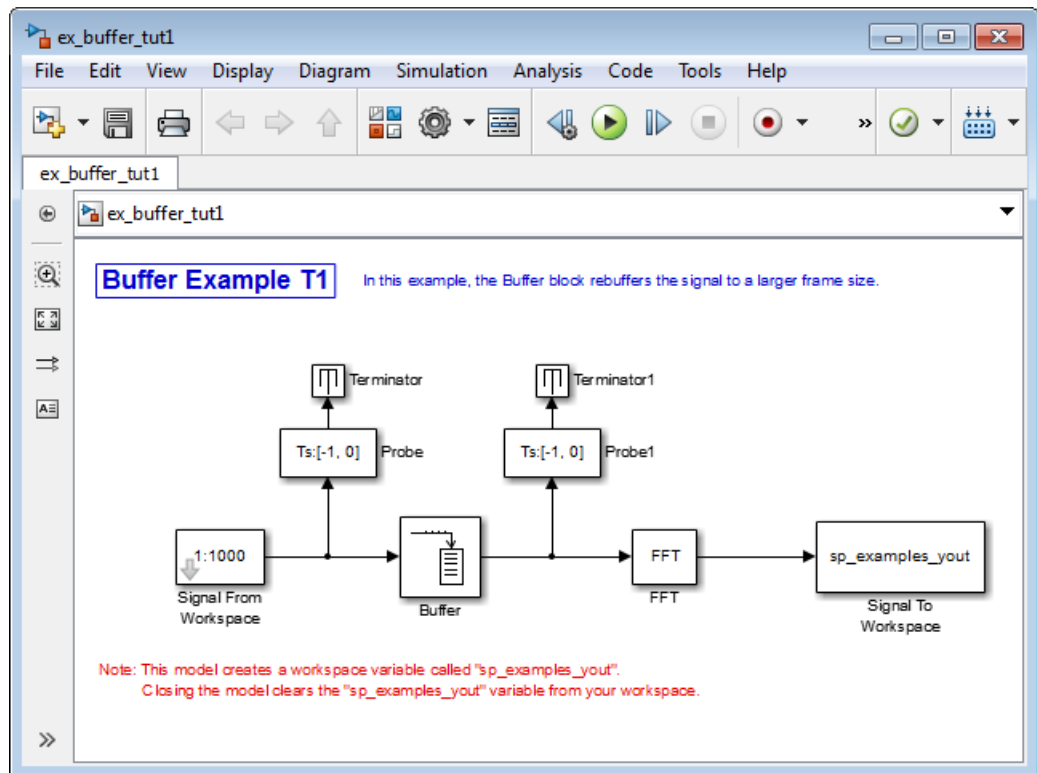 ex_buffer_tut1
File Edit View Display Diagram Simulation Analysis Code Tools Help
»
ex_buffer_tut1
ex_buffer_tut1
Buffer Example T1
In this example, the Buffer block rebuffers the signal to a larger frame size.
Terminator
Terminator1
Ts:[-1, 0]
Probe
Ts:[-1, 0]
Probe1
1:1000
FFT
sp_examples_yout
Signal From
Workspace
Buffer
FFT
Signal To
Workspace
Note: This model creates a workspace variable called "sp_examples_yout".
Closing the model clears the "sp_examples_yout" variable from your workspace.
»